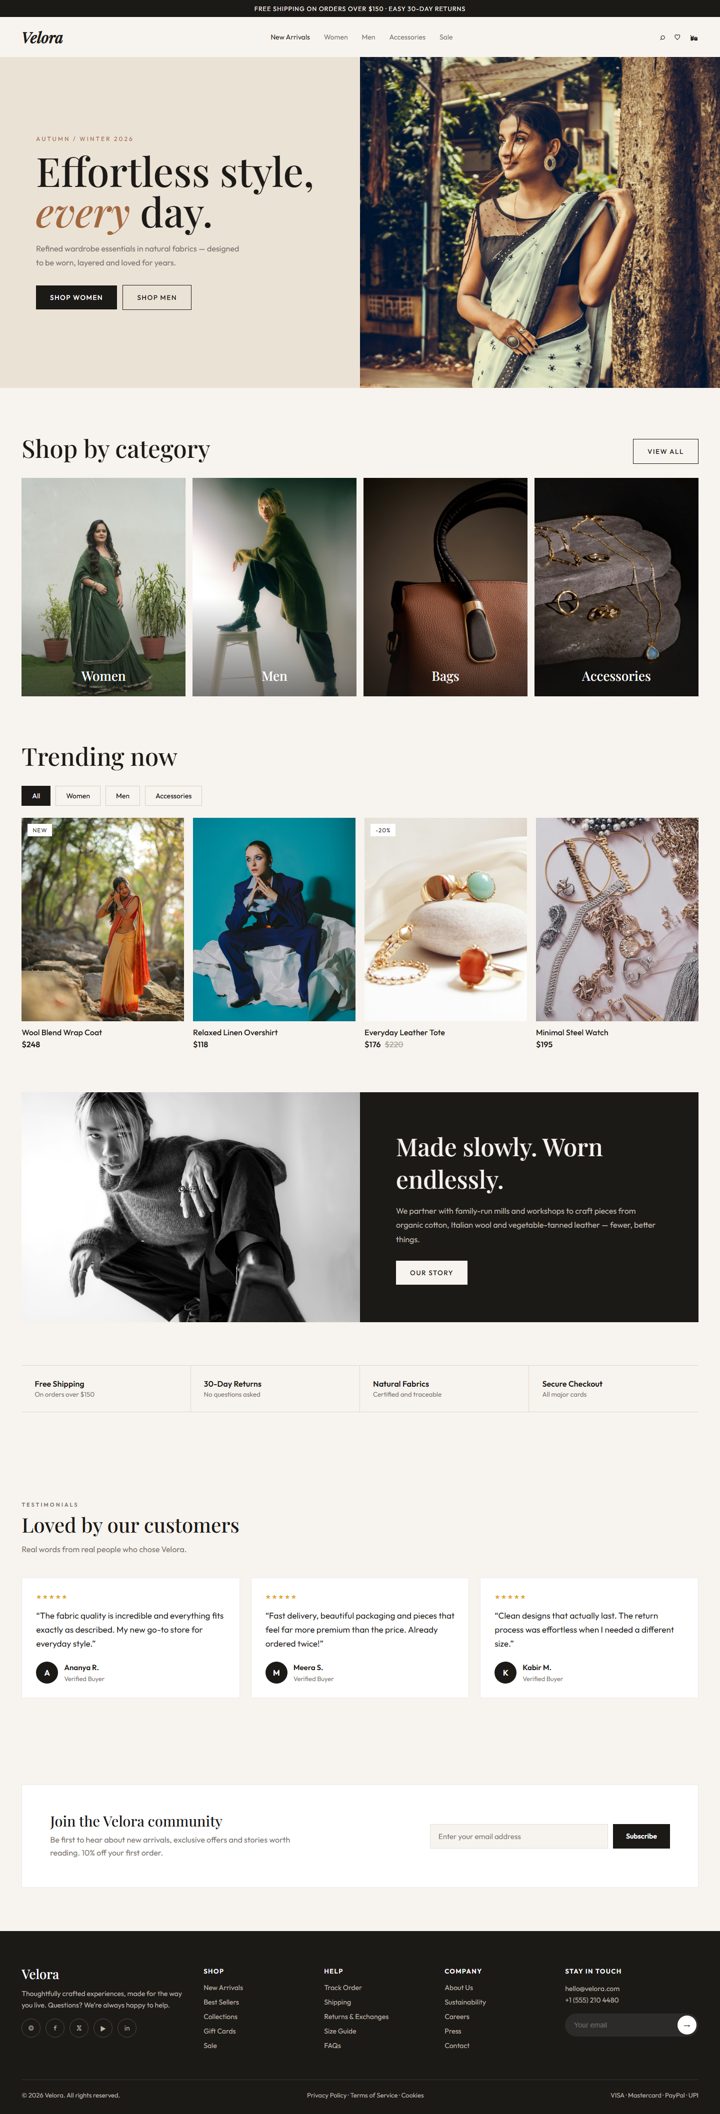 FREE SHIPPING ON ORDERS OVER $150 · EASY 30-DAY RETURNS
Velora
New Arrivals Women Men Accessories Sale
AUTUMN / WINTER 2026
Effortless style,
every day.
Refined wardrobe essentials in natural fabrics — designed
to be worn, layered and loved for years.
SHOP WOMEN
SHOP MEN
Shop by category
VIEW ALL
Women
Men
Bags
Accessories
Trending now
All
Women
Men
Accessories
NEW
-20%
Wool Blend Wrap Coat
$248
Relaxed Linen Overshirt
$118
Everyday Leather Tote
$176 $220
Minimal Steel Watch
$195
Made slowly. Worn
endlessly.
We partner with family-run mills and workshops to craft pieces from
organic cotton, Italian wool and vegetable-tanned leather — fewer, better
things.
OUR STORY
Free Shipping
On orders over $150
30-Day Returns
No questions asked
Natural Fabrics
Certified and traceable
Secure Checkout
All major cards
TESTIMONIALS
Loved by our customers
Real words from real people who chose Velora.
★★★★★
“The fabric quality is incredible and everything fits
exactly as described. My new go-to store for
everyday style.”
A
Ananya R.
Verified Buyer
★★★★★
“Fast delivery, beautiful packaging and pieces that
feel far more premium than the price. Already
ordered twice!”
M
Meera S.
Verified Buyer
★★★★★
“Clean designs that actually last. The return
process was effortless when I needed a different
size.”
K
Kabir M.
Verified Buyer
Join the Velora community
Be first to hear about new arrivals, exclusive offers and stories worth
reading. 10% off your first order.
Enter your email address
Subscribe
Velora
Thoughtfully crafted experiences, made for the way
you live. Questions? We're always happy to help.
f
𝕏
in
SHOP
New Arrivals
Best Sellers
Collections
Gift Cards
Sale
HELP
Track Order
Shipping
Returns & Exchanges
Size Guide
FAQs
COMPANY
About Us
Sustainability
Careers
Press
Contact
STAY IN TOUCH
hello@velora.com
+1 (555) 210 4480
Your email
→
© 2026 Velora. All rights reserved.
Privacy Policy · Terms of Service · Cookies
VISA · Mastercard · PayPal · UPI